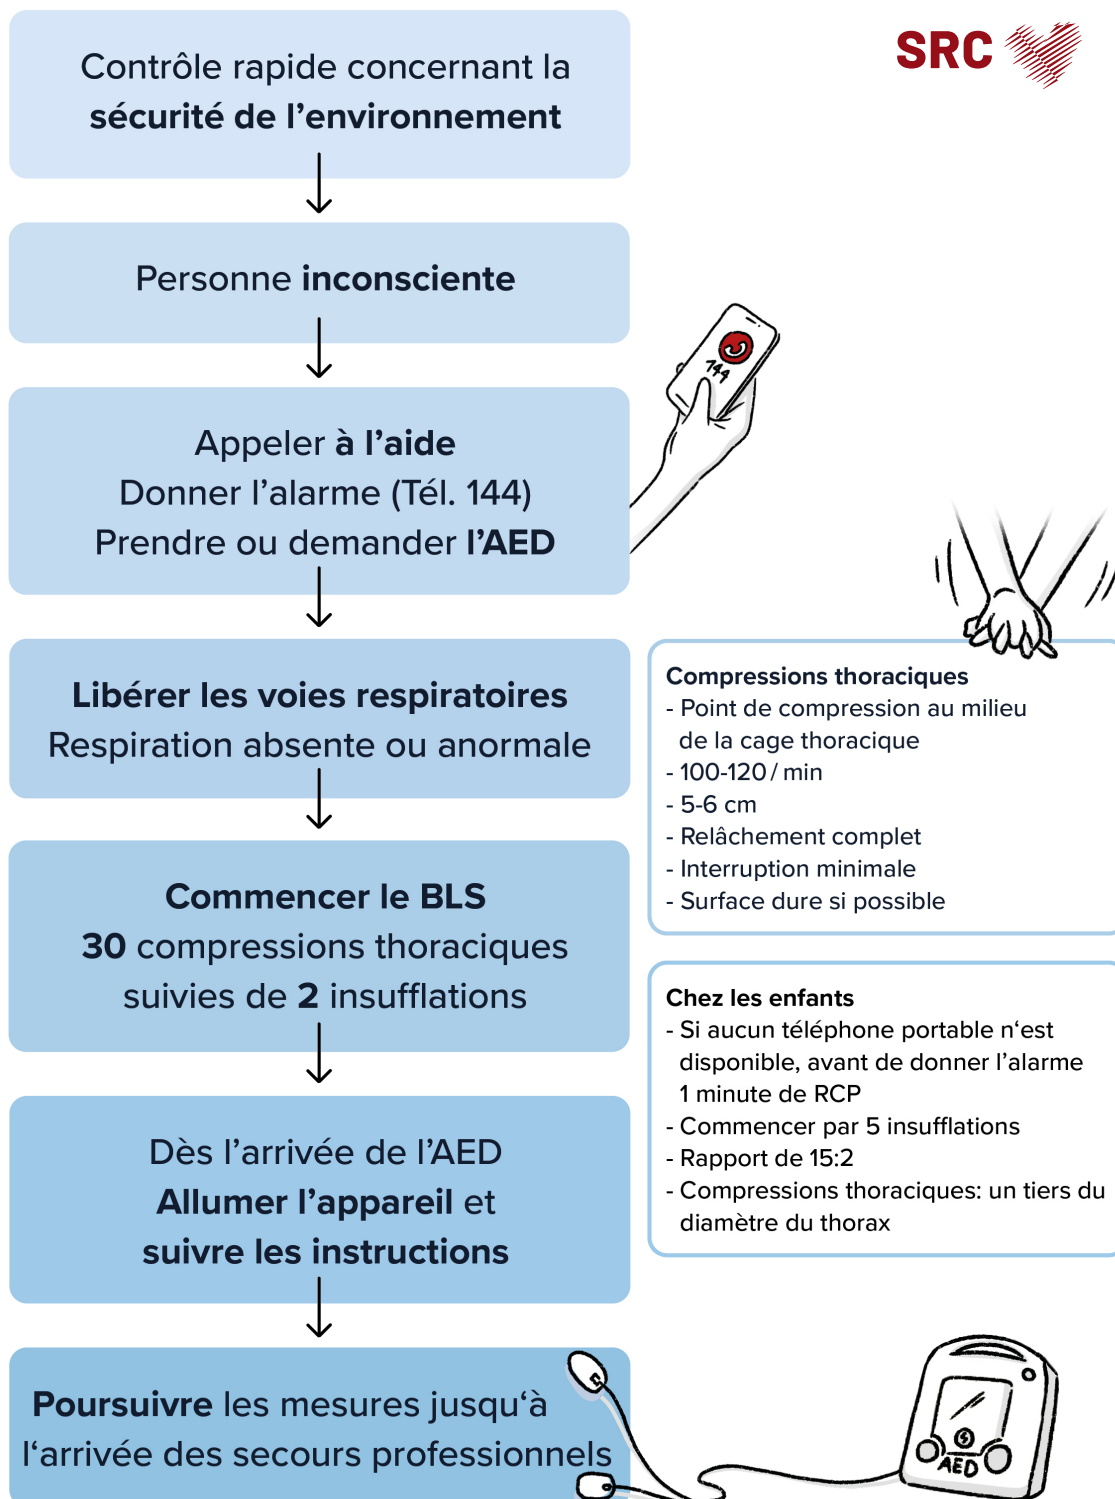 SRC
Contrôle rapide concernant la
sécurité de l'environnement
Personne inconsciente
144
Appeler à l'aide
Donner l'alarme (Tél. 144)
Prendre ou demander l'AED
Libérer les voies respiratoires
Respiration absente ou anormale
Commencer le BLS
30 compressions thoraciques
suivies de 2 insufflations
Dès l'arrivée de l'AED
Allumer l'appareil et
suivre les instructions
Poursuivre les mesures jusqu‘à
l‘arrivée des secours professionnels
Compressions thoraciques
- Point de compression au milieu
de la cage thoracique
- 100-120 / min
- 5-6 cm
- Relâchement complet
- Interruption minimale
- Surface dure si possible
Chez les enfants
- Si aucun téléphone portable n‘est
disponible, avant de donner l'alarme
1 minute de RCP
- Commencer par 5 insufflations
- Rapport de 15:2
- Compressions thoraciques: un tiers du
diamètre du thorax
AED